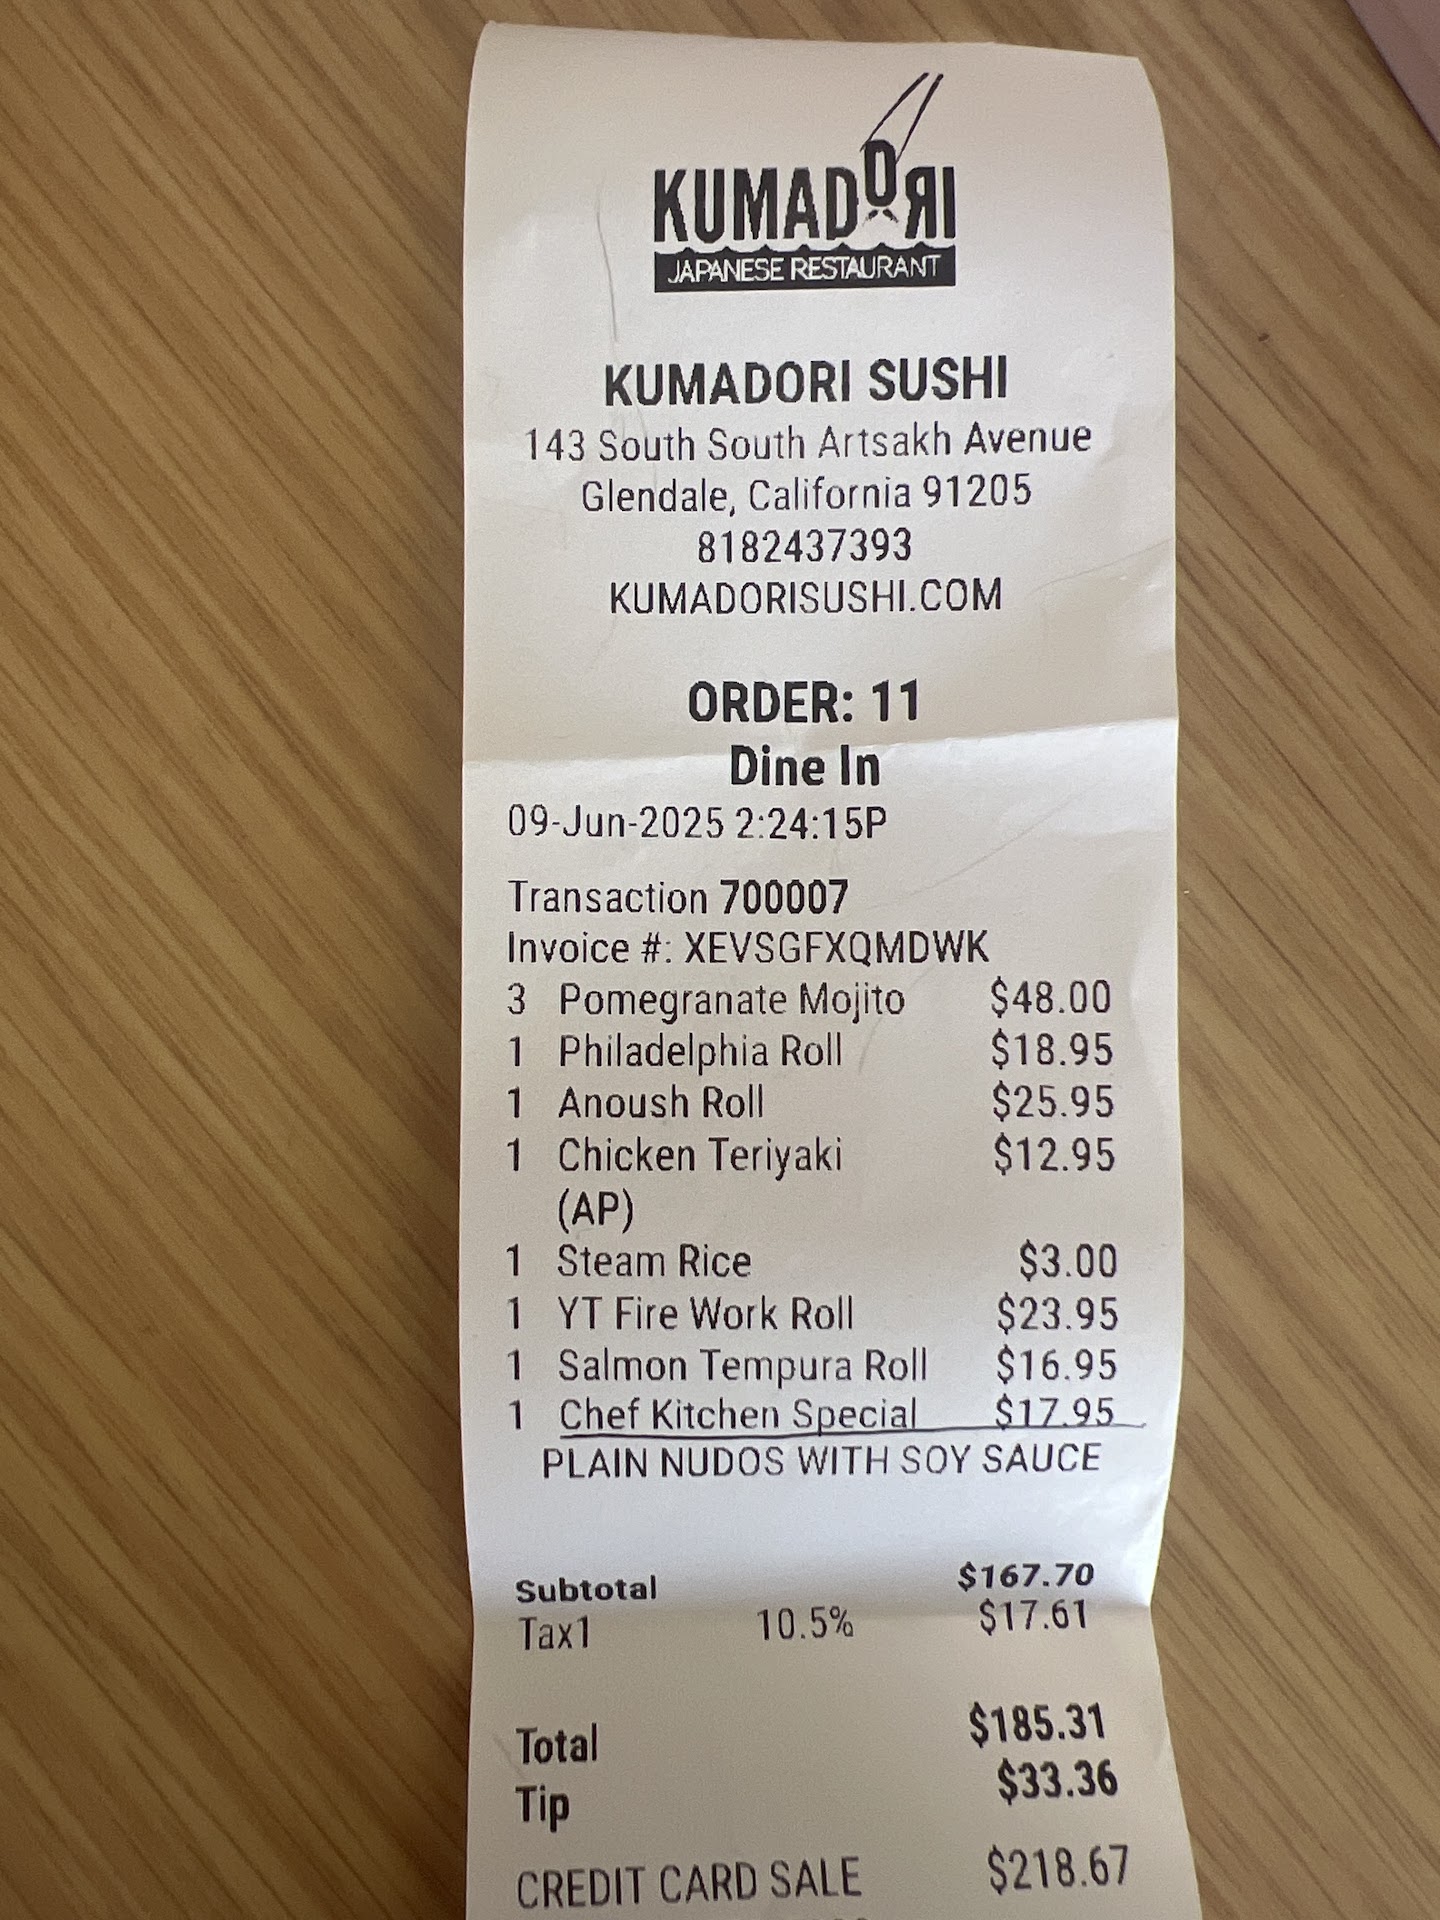 KUMADORI
JAPANESE RESTAURANT
KUMADORI SUSHI
143 South South Artsakh Avenue
Glendale, California 91205
8182437393
KUMADORISUSHI.COM
ORDER: 11
Dine In
09-Jun-2025 2:24:15P
Transaction 700007
Invoice #: XEVSGFXQMDWK
3 Pomegranate Mojito $48.00
1 Philadelphia Roll $18.95
1 Anoush Roll $25.95
1 Chicken Teriyaki $12.95
(AP)
1 Steam Rice $3.00
1 YT Fire Work Roll $23.95
1 Salmon Tempura Roll $16.95
1 Chef Kitchen Special $17.95
PLAIN NUDOS WITH SOY SAUCE
Subtotal $167.70
Tax1 10.5% $17.61
Total $185.31
Tip $33.36
CREDIT CARD SALE $218.67